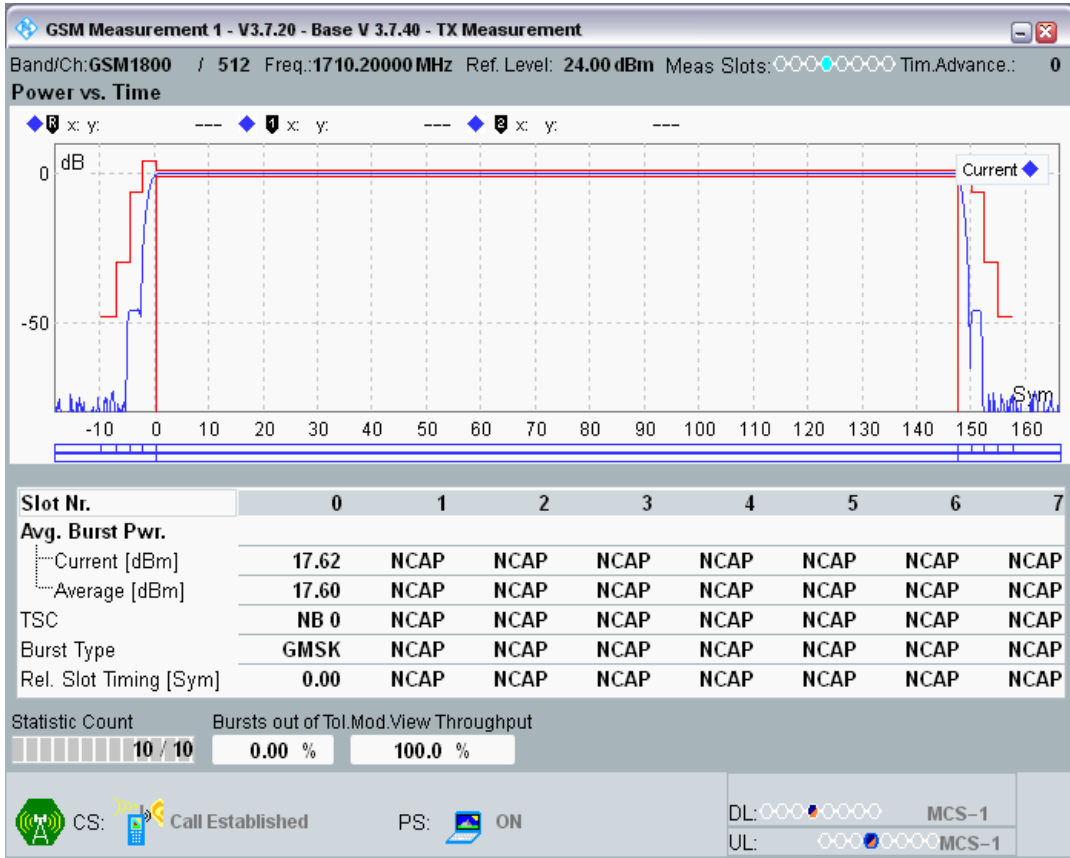 GSM Measurement 1 - V3.7.20 - Base V 3.7.40 - TX Measurement
Band/Ch:GSM1800 / 512 Freq.:1710.20000 MHz Ref. Level: 24.00 dBm Meas Slots: Tim.Advance.: 0
Power vs. Time
R x: y: --- 1 x: y: --- 2 x: y: ---
dB
Current
0
-50
Sym
-10 0 10 20 30 40 50 60 70 80 90 100 110 120 130 140 150 160
Slot Nr. 0 1 2 3 4 5 6 7
Avg. Burst Pwr.
Current [dBm] 17.62 NCAP NCAP NCAP NCAP NCAP NCAP NCAP
Average [dBm] 17.60 NCAP NCAP NCAP NCAP NCAP NCAP NCAP
TSC NB 0 NCAP NCAP NCAP NCAP NCAP NCAP NCAP
Burst Type GMSK NCAP NCAP NCAP NCAP NCAP NCAP NCAP
Rel. Slot Timing [Sym] 0.00 NCAP NCAP NCAP NCAP NCAP NCAP NCAP
Statistic Count Bursts out of Tol.Mod.View Throughput
10 / 10 0.00 % 100.0 %
CS: Call Established PS: ON
DL: MCS-1
UL: MCS-1